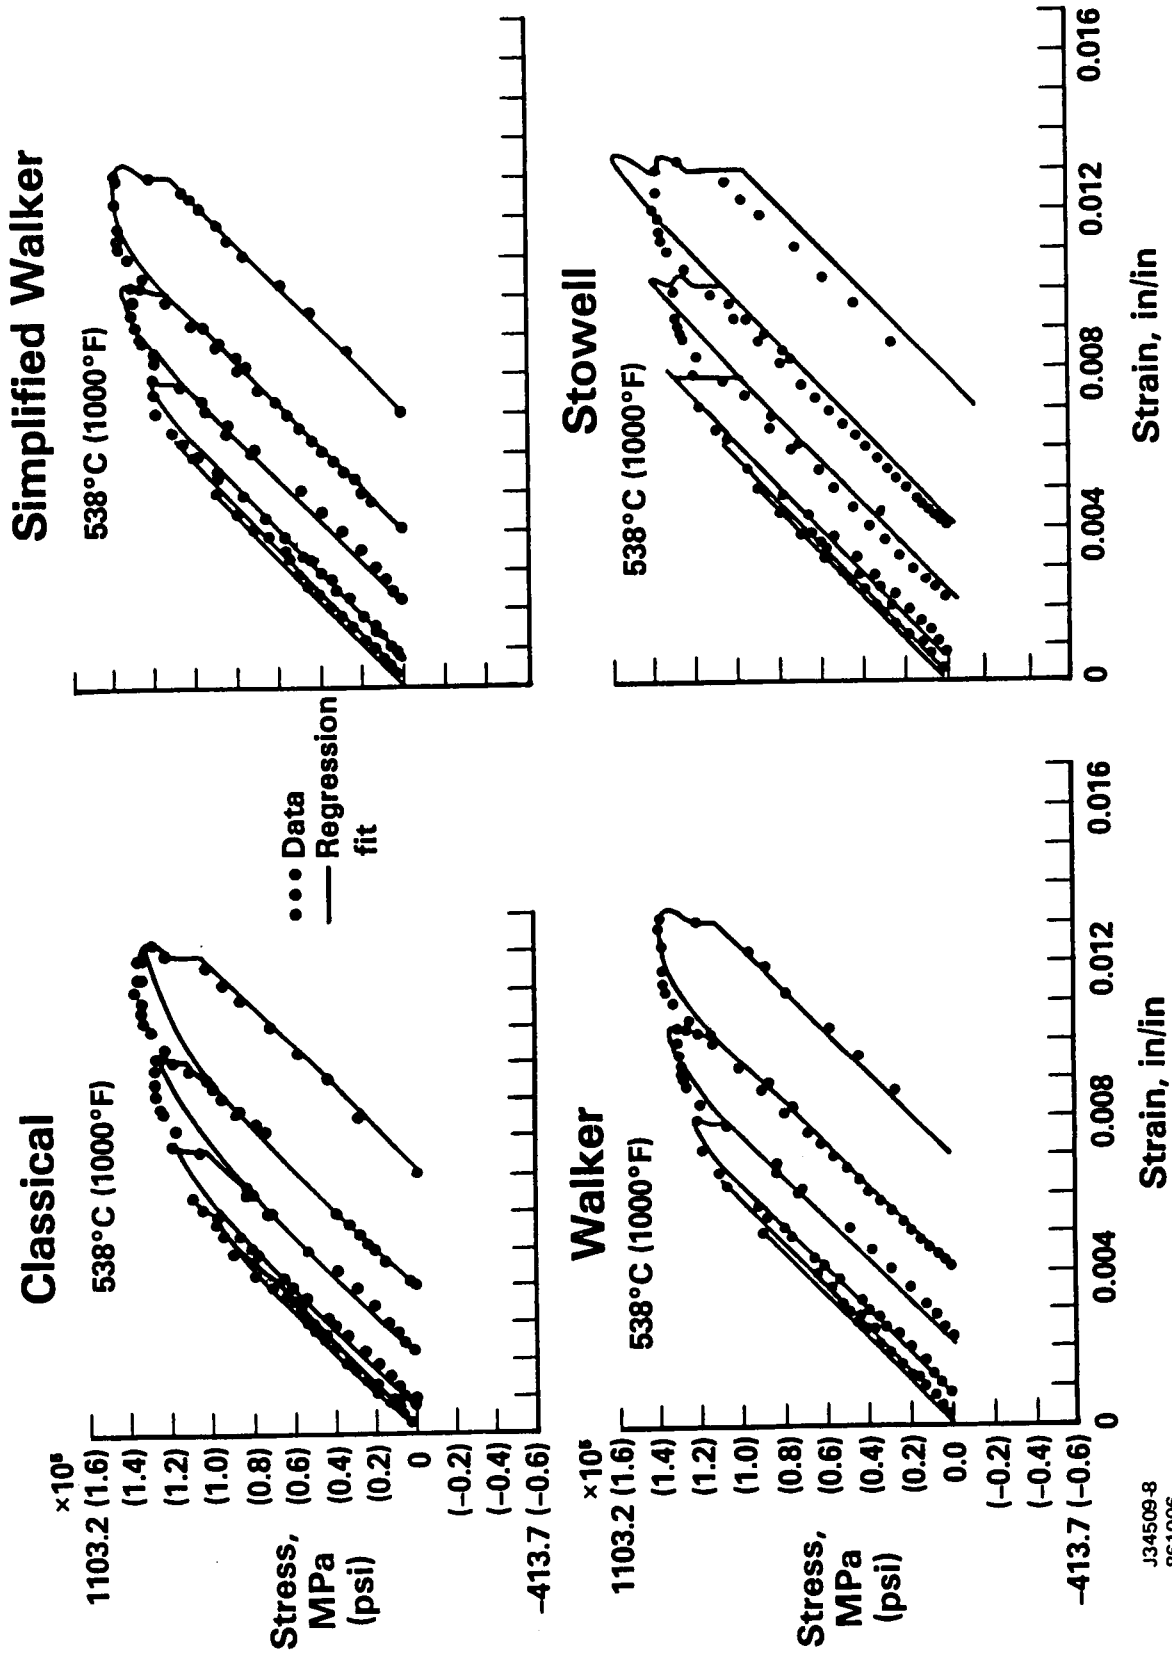 Classical
538°C (1000°F)
×10⁵
1103.2 (1.6)
(1.4)
(1.2)
(1.0)
(0.8)
(0.6)
(0.4)
(0.2)
0
(−0.2)
(−0.4)
−413.7 (−0.6)
Stress,
MPa
(psi)
Data
Regression
fit
Simplified Walker
538°C (1000°F)
Walker
538°C (1000°F)
×10⁵
1103.2 (1.6)
(1.4)
(1.2)
(1.0)
(0.8)
(0.6)
(0.4)
(0.2)
0.0
(−0.2)
(−0.4)
−413.7 (−0.6)
Stress,
MPa
(psi)
0 0.004 0.008 0.012 0.016
Strain, in/in
Stowell
538°C (1000°F)
0 0.004 0.008 0.012 0.016
Strain, in/in
J34509-8